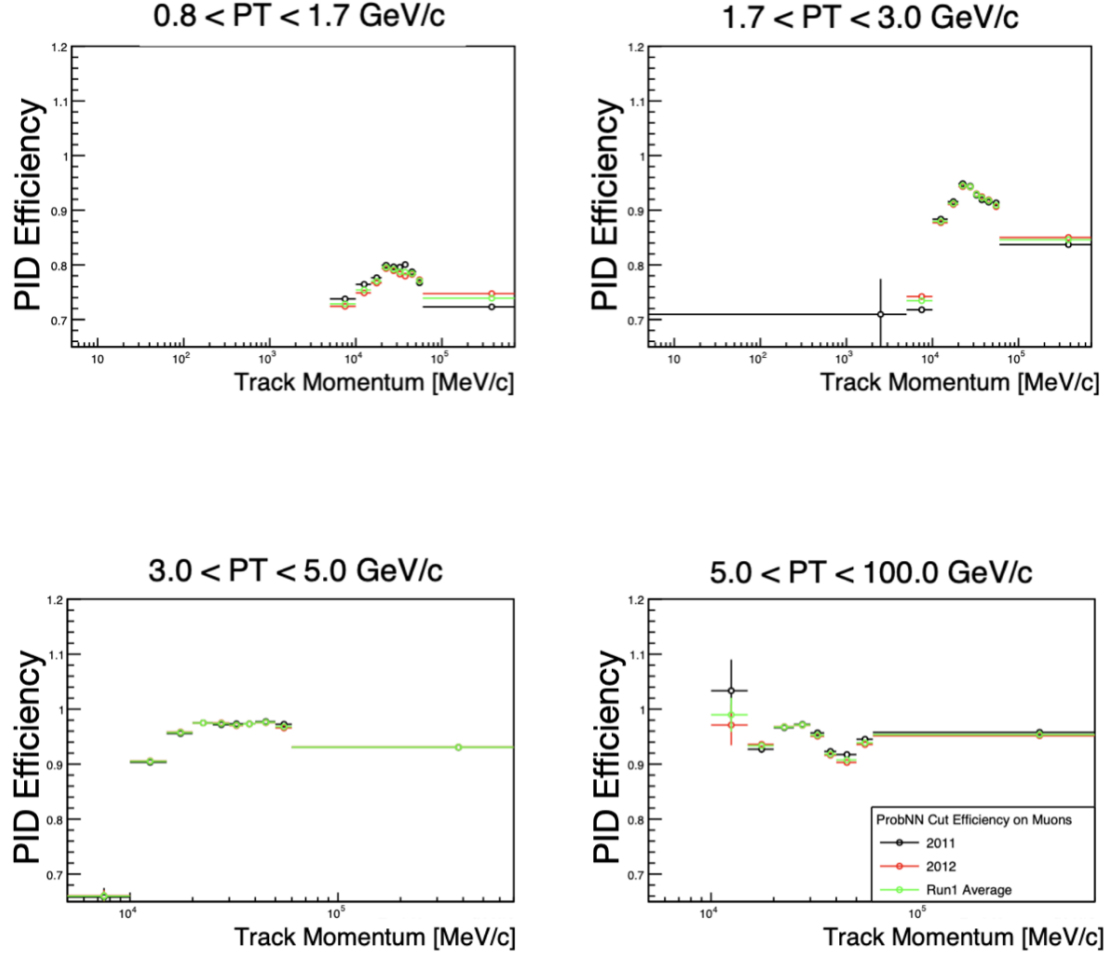 0.8 < PT < 1.7 GeV/c
1.7 < PT < 3.0 GeV/c
1.2
1.1
1
0.9
0.8
0.7
PID Efficiency
10
10²
10³
10⁴
10⁵
Track Momentum [MeV/c]
1.2
1.1
1
0.9
0.8
0.7
PID Efficiency
10
10²
10³
10⁴
10⁵
Track Momentum [MeV/c]
3.0 < PT < 5.0 GeV/c
5.0 < PT < 100.0 GeV/c
1.2
1.1
1
0.9
0.8
0.7
PID Efficiency
10⁴
10⁵
Track Momentum [MeV/c]
1.2
1.1
1
0.9
0.8
0.7
PID Efficiency
ProbNN Cut Efficiency on Muons
2011
2012
Run1 Average
10⁴
10⁵
Track Momentum [MeV/c]